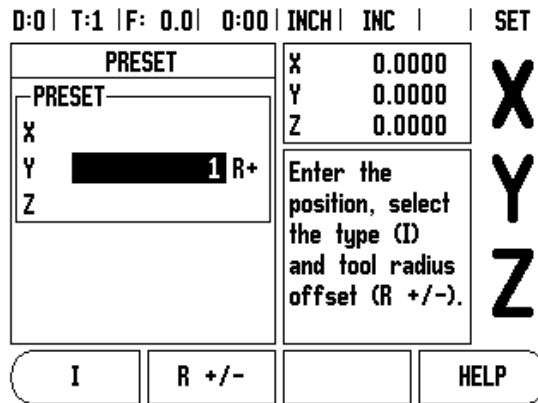 D:0 | T:1 | F: 0.0 | 0:00 | INCH | INC | | SET
PRESET
PRESET
X
Y 1 R+
Z
X 0.0000
Y 0.0000
Z 0.0000
Enter the
position, select
the type (I)
and tool radius
offset (R +/-).
X
Y
Z
I
R +/-
HELP